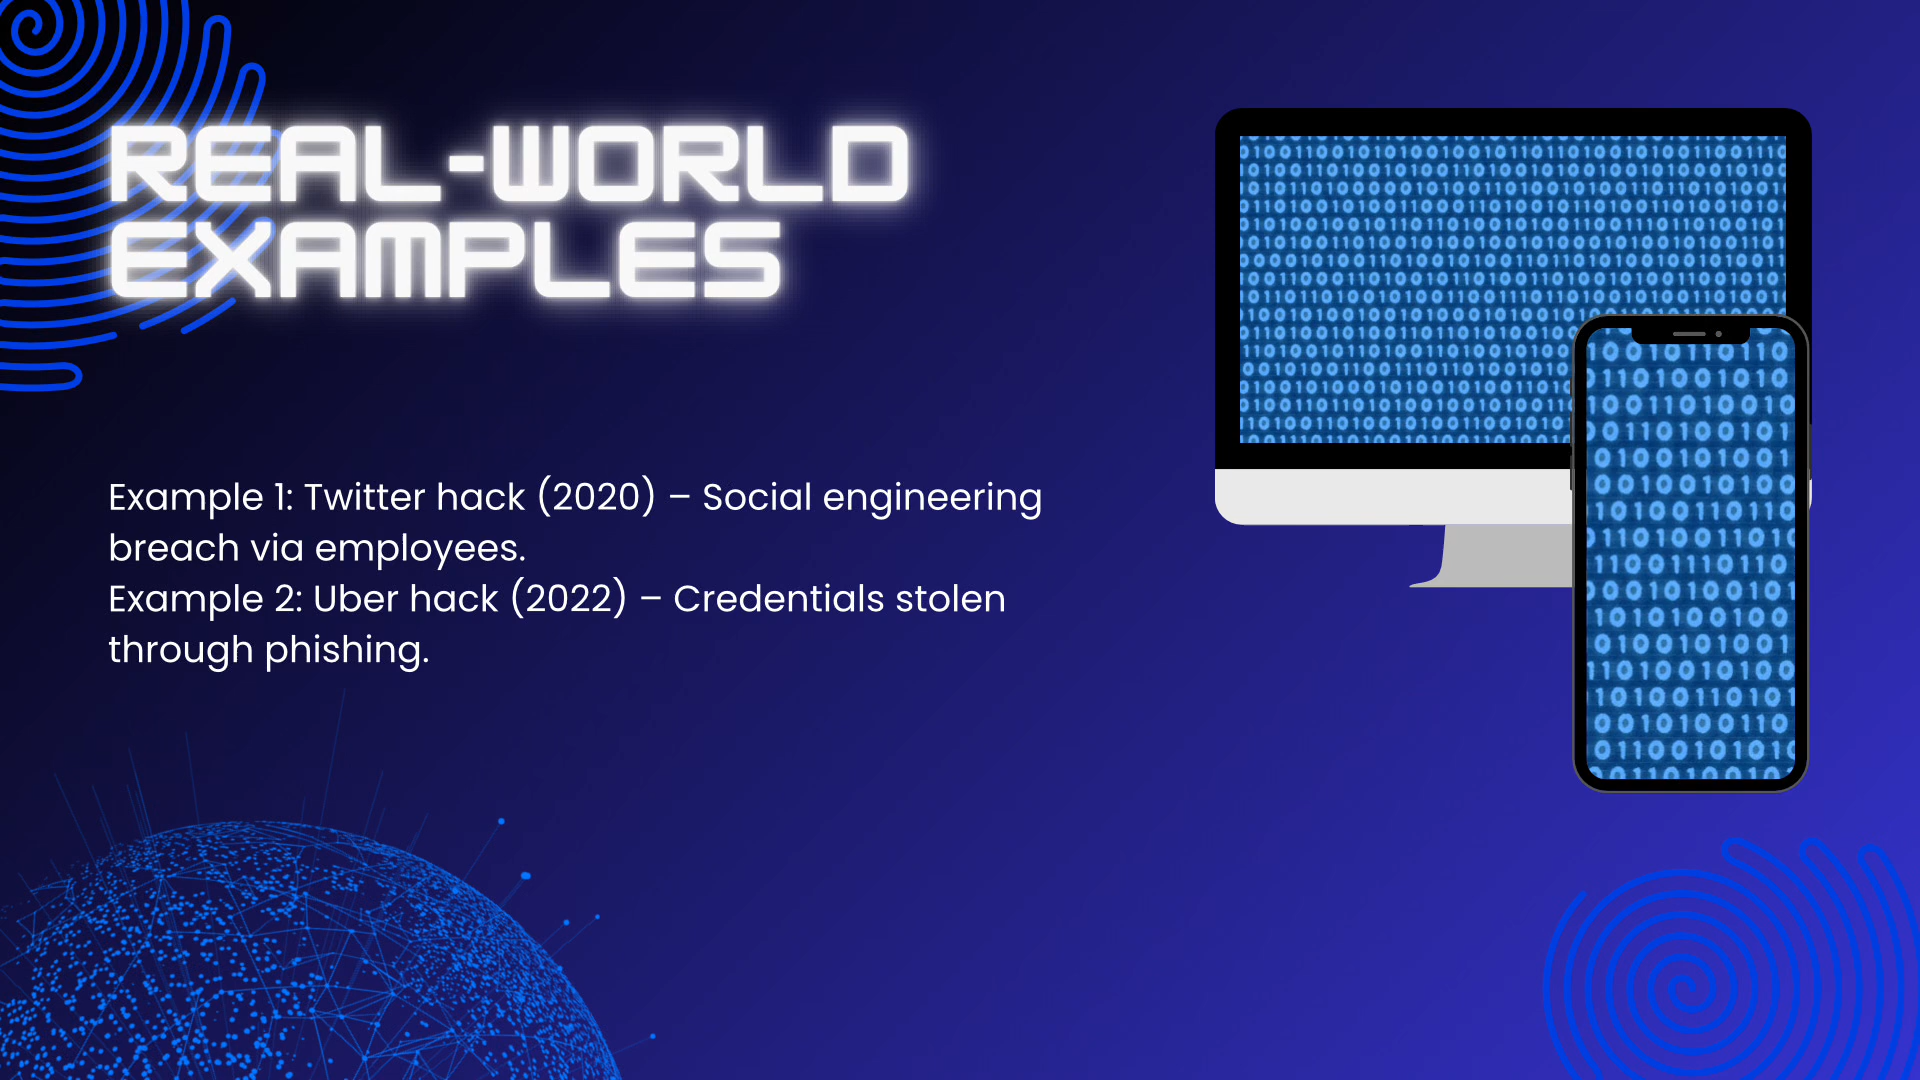 REAL-WORLD
EXAMPLES
Example 1: Twitter hack (2020) – Social engineering
breach via employees.
Example 2: Uber hack (2022) – Credentials stolen
through phishing.